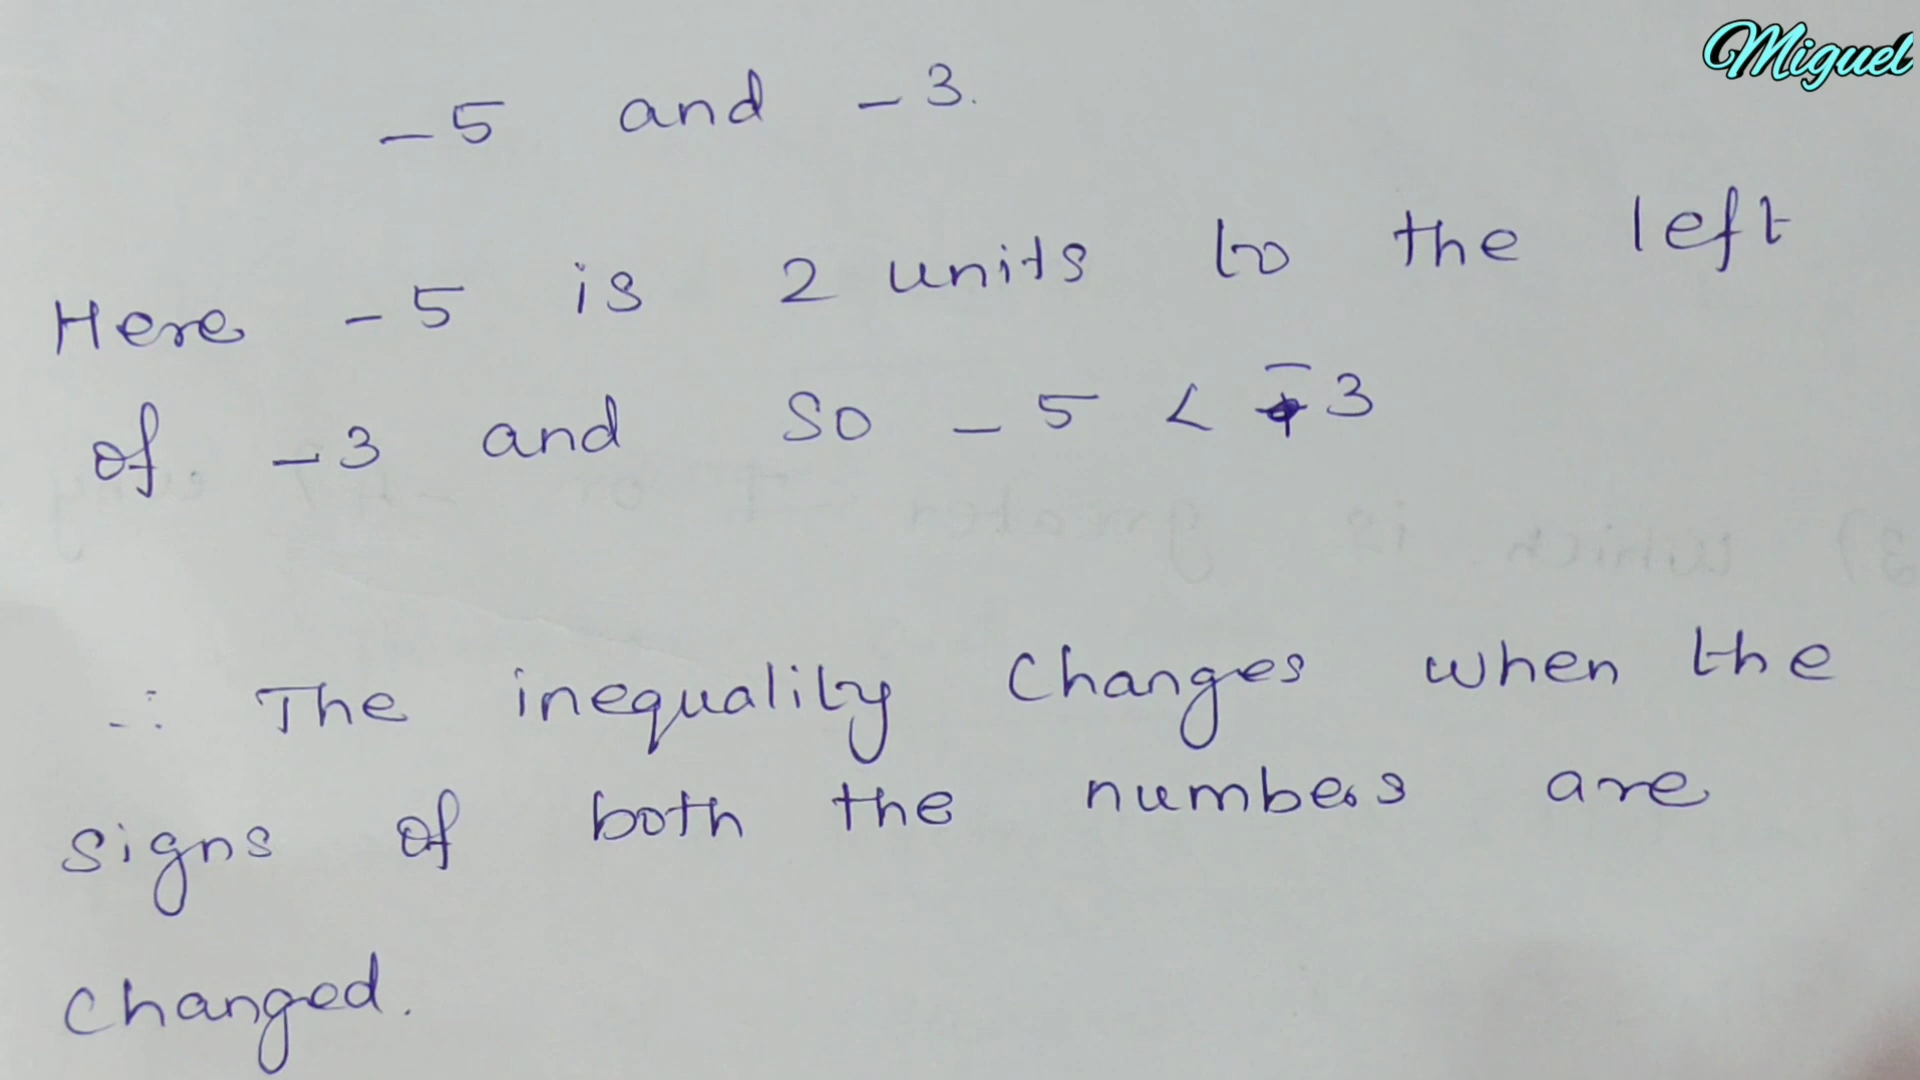 Miguel
-5 and -3.
Here -5 is 2 units to the left
of -3 and so -5 < -3
∴ The inequality changes when the
signs of both the numbers are
changed.